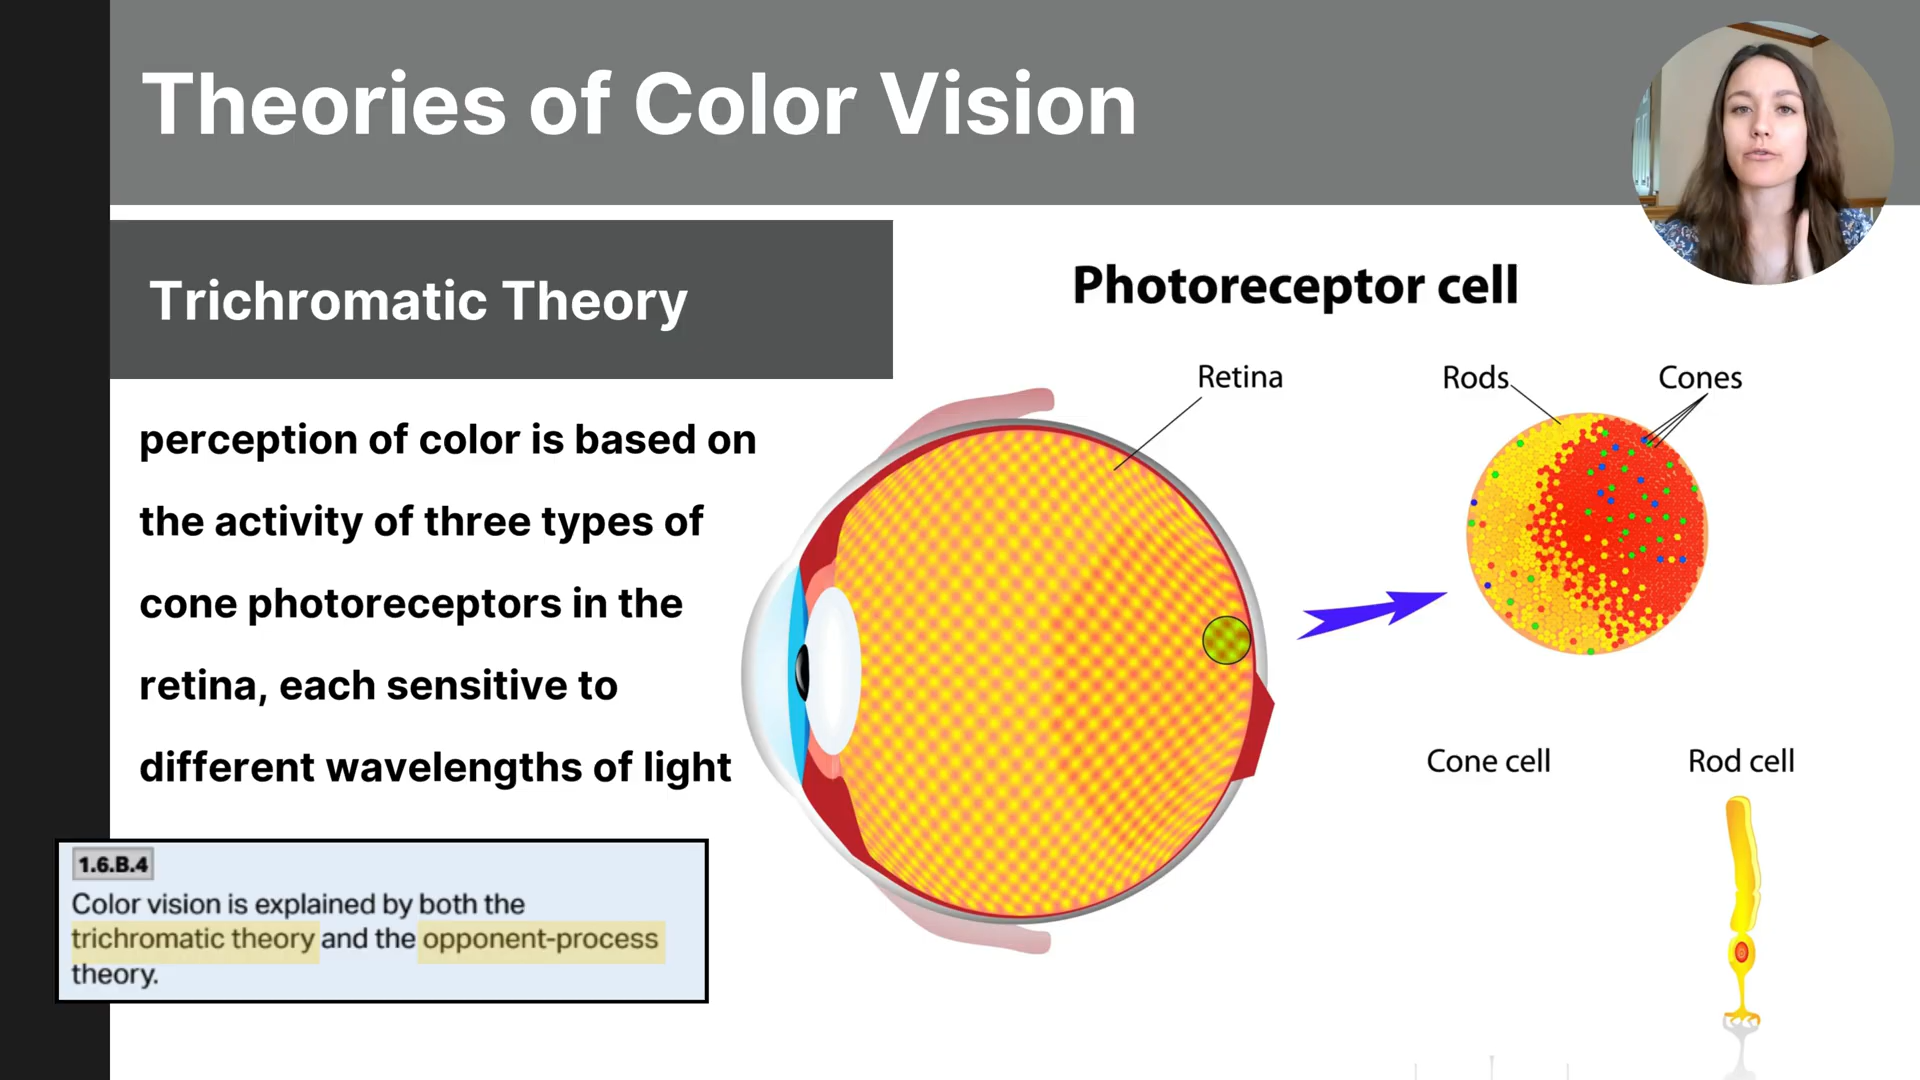 Theories of Color Vision
Trichromatic Theory
perception of color is based on
the activity of three types of
cone photoreceptors in the
retina, each sensitive to
different wavelengths of light
1.6.B.4
Color vision is explained by both the
trichromatic theory and the opponent-process
theory.
Photoreceptor cell
Retina
Rods
Cones
Cone cell
Rod cell